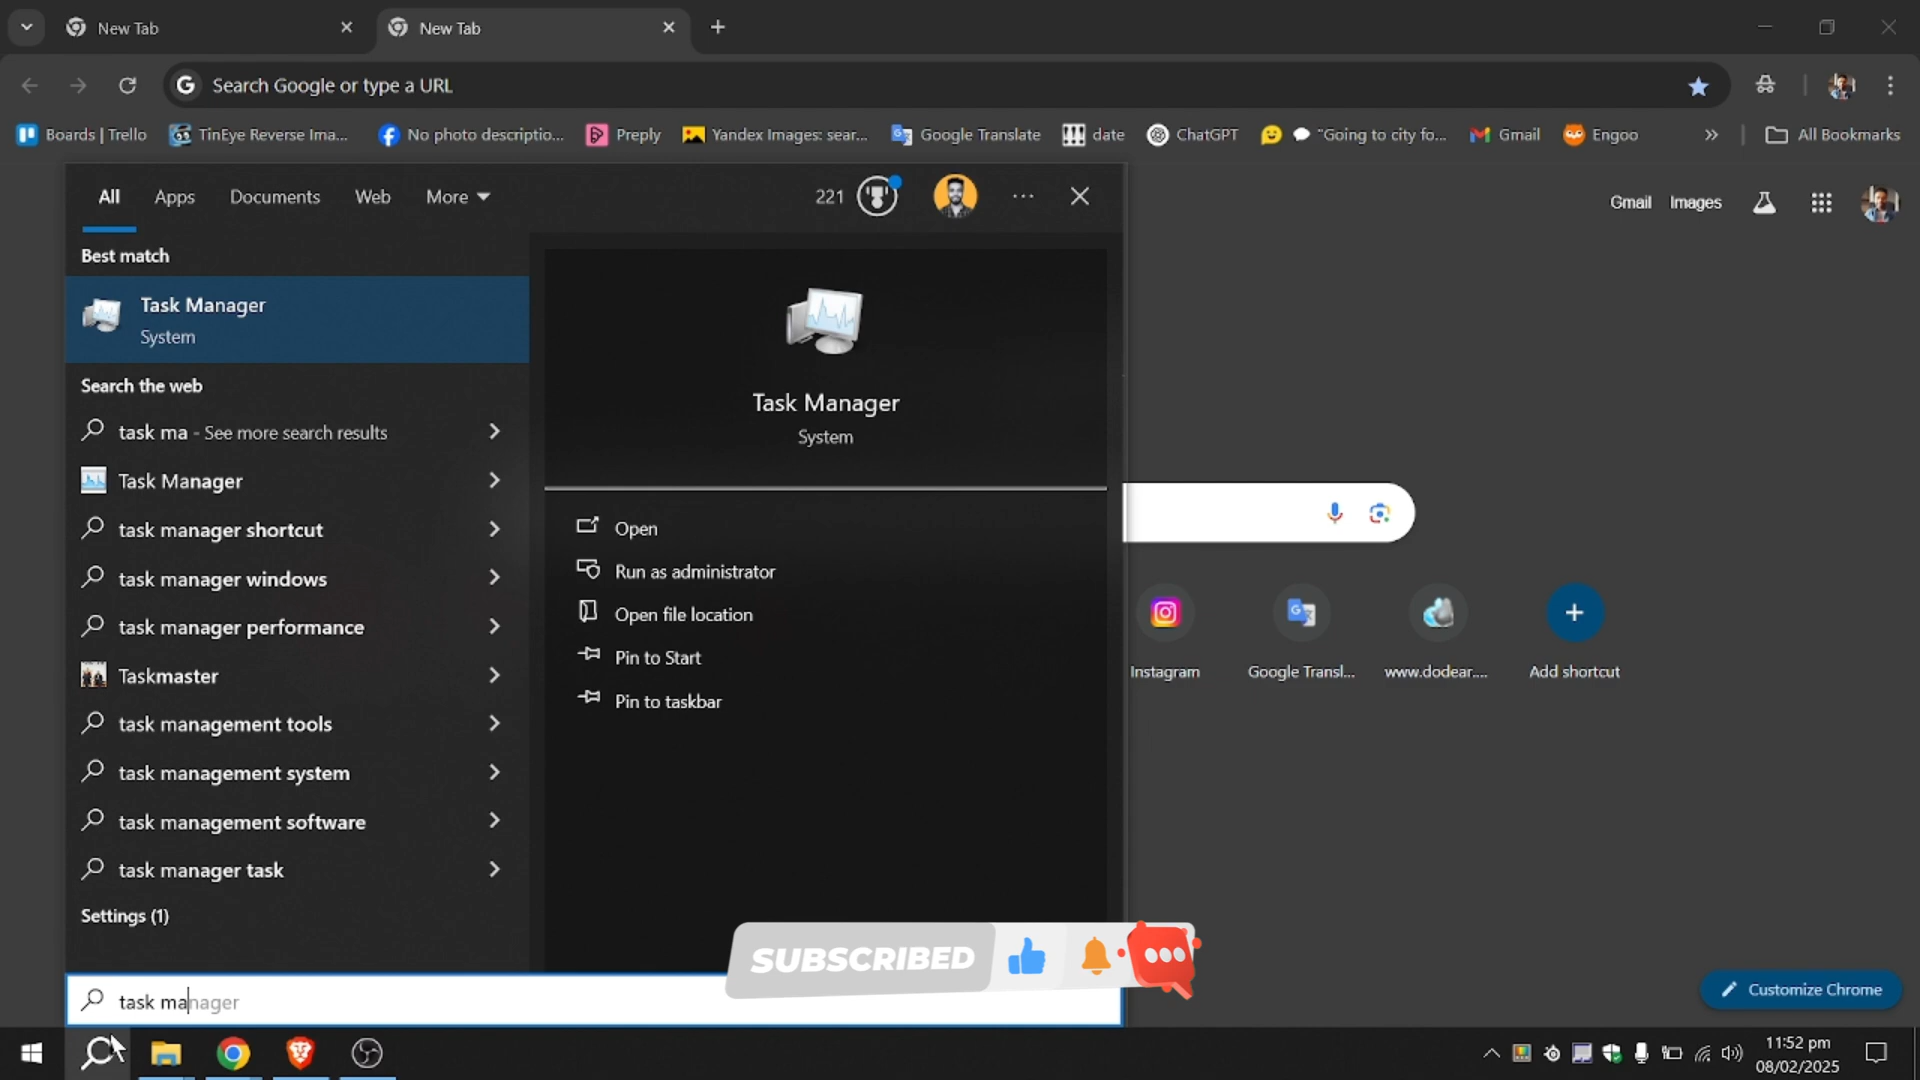 New Tab
New Tab
Search Google or type a URL
Boards | Trello
TinEye Reverse Ima...
No photo descriptio...
Preply
Yandex Images: sear...
Google Translate
date
ChatGPT
"Going to city fo...
Gmail
Engoo
All Bookmarks
All
Apps
Documents
Web
More
221
Gmail
Images
Best match
Task Manager
System
Search the web
task ma - See more search results
Task Manager
task manager shortcut
task manager windows
task manager performance
Taskmaster
task management tools
task management system
task management software
task manager task
Settings (1)
task manager
Task Manager
System
Open
Run as administrator
Open file location
Pin to Start
Pin to taskbar
Instagram
Google Transl...
www.dodear....
Add shortcut
SUBSCRIBED
Customize Chrome
11:52 pm
08/02/2025